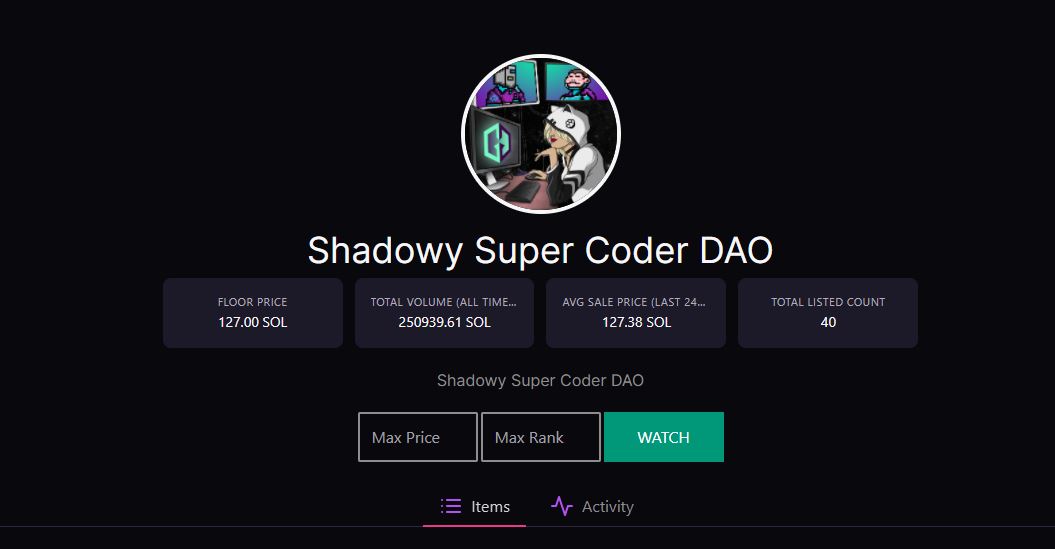 Shadowy Super Coder DAO
FLOOR PRICE
127.00 SOL
TOTAL VOLUME (ALL TIME...
250939.61 SOL
AVG SALE PRICE (LAST 24...
127.38 SOL
TOTAL LISTED COUNT
40
Shadowy Super Coder DAO
Max Price
Max Rank
WATCH
Items
Activity